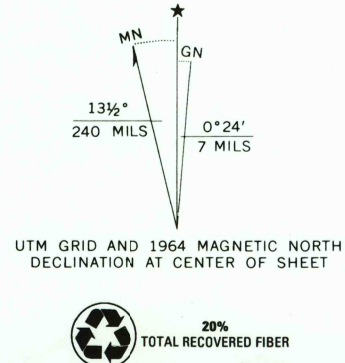 ★
MN
GN
13½°
240 MILS
0°24′
7 MILS
UTM GRID AND 1964 MAGNETIC NORTH
DECLINATION AT CENTER OF SHEET
20%
TOTAL RECOVERED FIBER